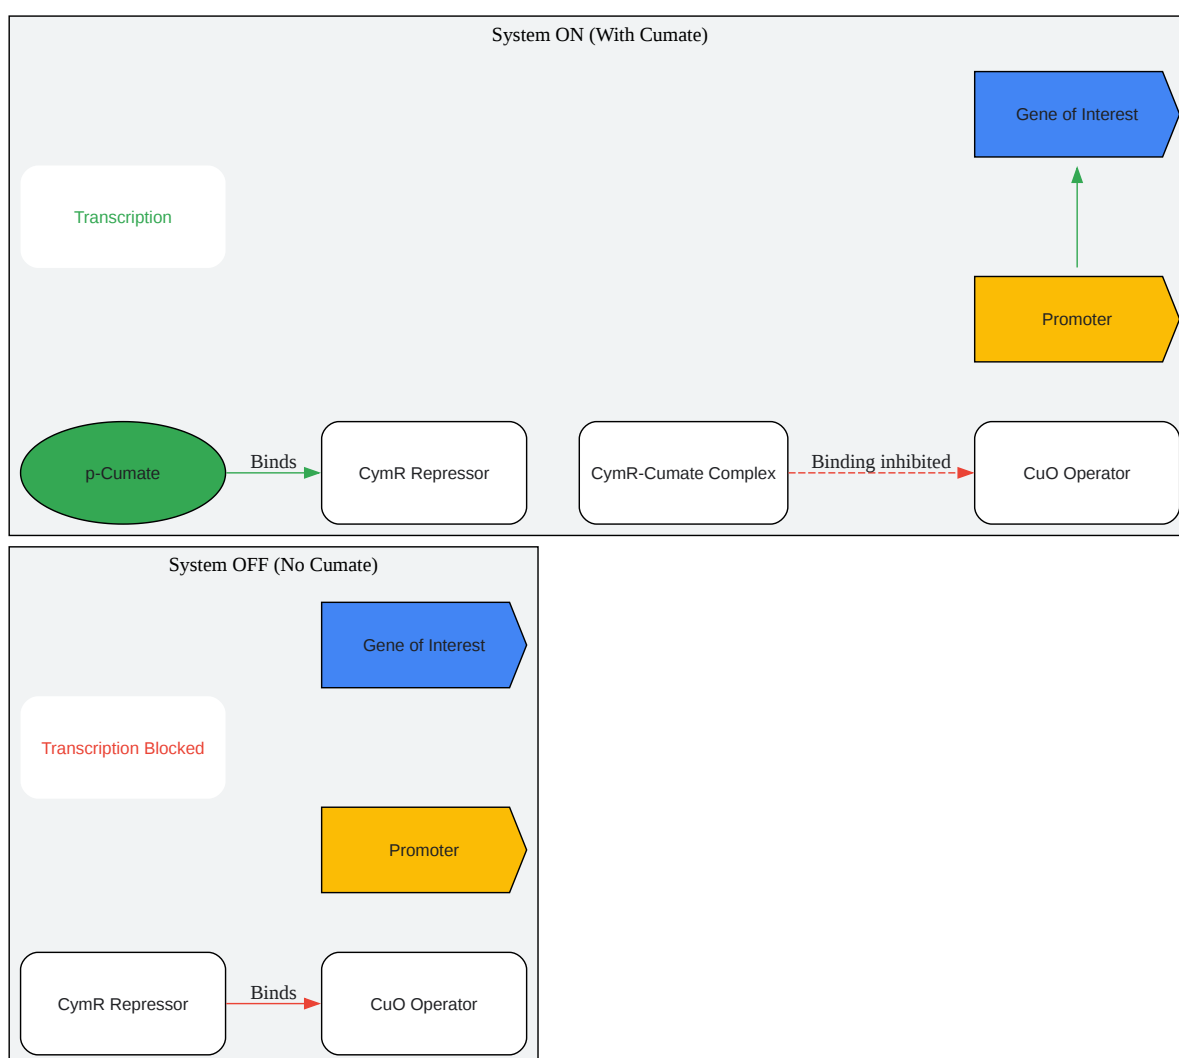 System ON (With Cumate)
Gene of Interest
Transcription
Promoter
p-Cumate
Binds
CymR Repressor
CymR-Cumate Complex
Binding inhibited
CuO Operator
System OFF (No Cumate)
Gene of Interest
Transcription Blocked
Promoter
CymR Repressor
Binds
CuO Operator